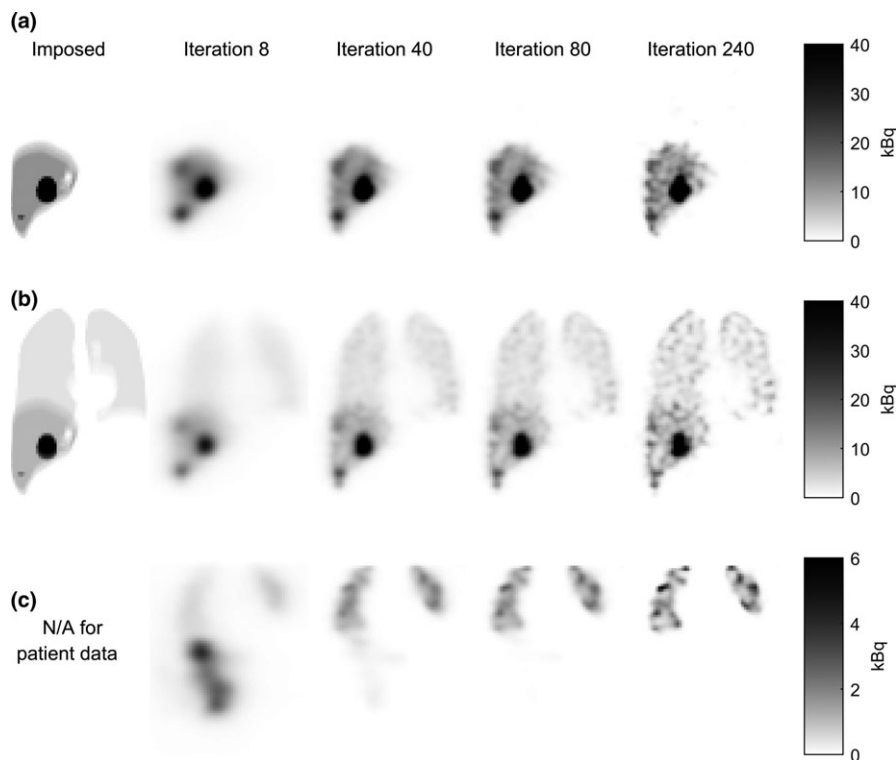 (a)
Imposed Iteration 8 Iteration 40 Iteration 80 Iteration 240
40
30
20
10
0
kBq
(b)
40
30
20
10
0
kBq
(c)
N/A for
patient data
6
4
2
0
kBq